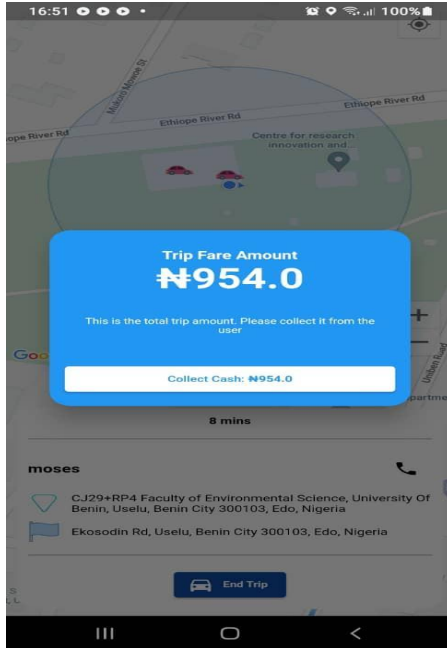 16:51
100%
Mukoro Mowoe St
Ethiope River Rd
Ethiope River Rd
ope River Rd
Centre for research
innovation and...
Trip Fare Amount
₦954.0
This is the total trip amount. Please collect it from the
user
Collect Cash: ₦954.0
+
Goo
Uniben Road
partme
8 mins
moses
CJ29+RP4 Faculty of Environmental Science, University Of
Benin, Uselu, Benin City 300103, Edo, Nigeria
Ekosodin Rd, Uselu, Benin City 300103, Edo, Nigeria
End Trip